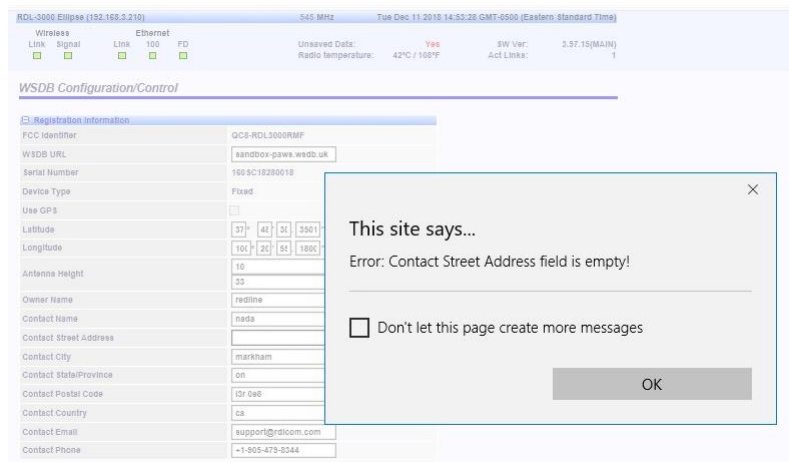 RDL-3000 Ellipse (192.168.3.210) 545 MHz Tue Dec 11 2018 14:53:28 GMT-0500 (Eastern Standard Time)
Wireless Ethernet
Link Signal Link 100 FD Unsaved Data: Yes SW Ver: 3.57.15(MAIN)
Radio temperature: 42°C / 108°F Act Links: 1
WSDB Configuration/Control
Registration Information
FCC Identifier QC8-RDL3000RMF
WSDB URL sandbox-paws.wsdb.uk
Serial Number 160SC18280018
Device Type Fixed
Use GPS
Latitude 37° 3501
Longitude 1800
Antenna Height 10
33
Owner Name redline
Contact Name nada
Contact Street Address
Contact City markham
Contact State/Province on
Contact Postal Code l3r 0e8
Contact Country ca
Contact Email support@rdlcom.com
Contact Phone +1-905-479-8344
This site says...
Error: Contact Street Address field is empty!
Don't let this page create more messages
OK